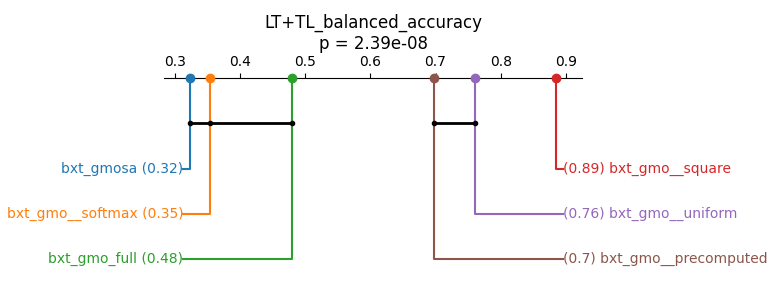 LT+TL_balanced_accuracy
p = 2.39e-08
0.3 0.4 0.5 0.6 0.7 0.8 0.9
bxt_gmosa (0.32) (0.89) bxt_gmo__square
bxt_gmo__softmax (0.35) (0.76) bxt_gmo__uniform
bxt_gmo_full (0.48) (0.7) bxt_gmo__precomputed